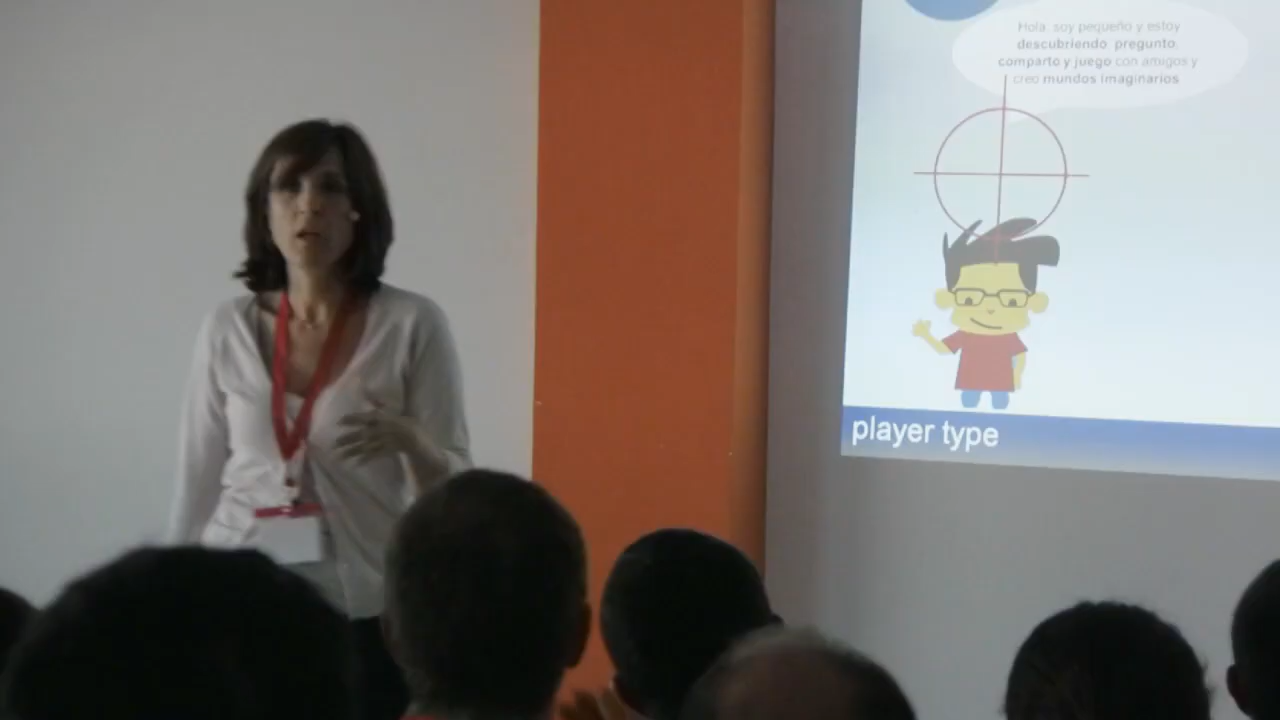 Hola, soy pequeño y estoy
descubriendo, pregunto,
comparto y juego con amigos y
creo mundos imaginarios
player type